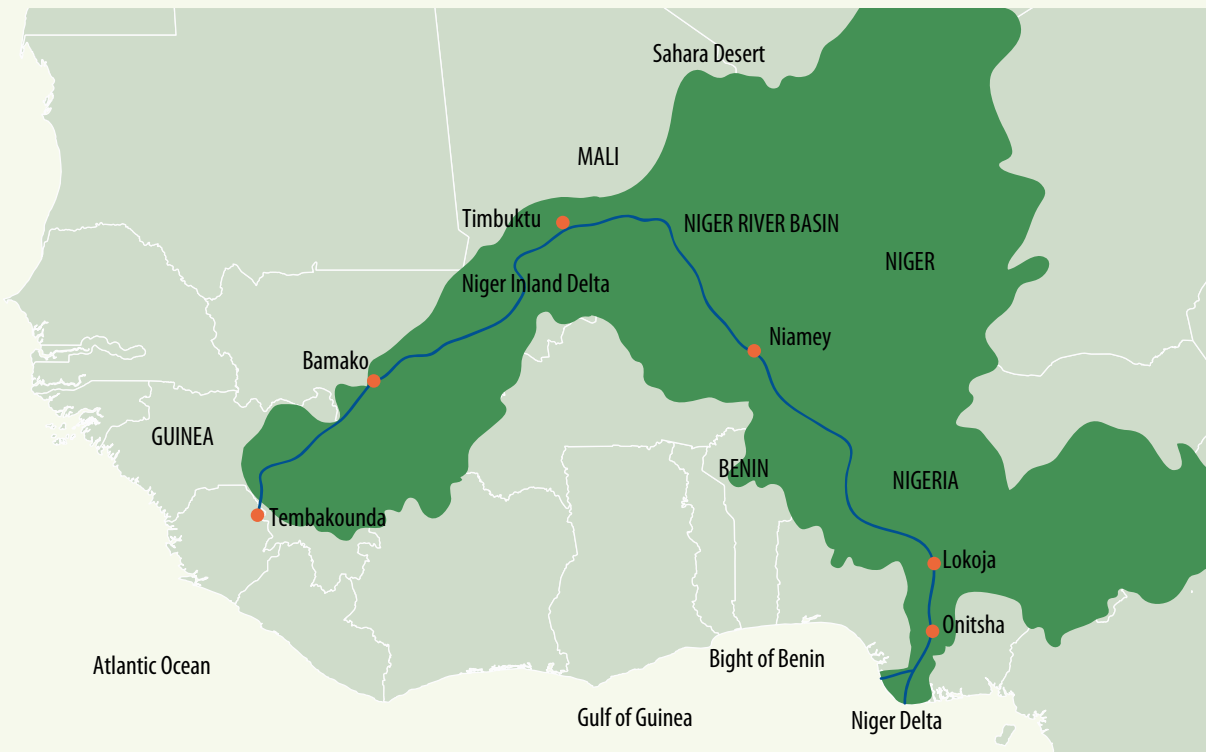 Sahara Desert
MALI
Timbuktu
NIGER RIVER BASIN
NIGER
Niger Inland Delta
Niamey
Bamako
GUINEA
BENIN
NIGERIA
Tembakounda
Lokoja
Onitsha
Bight of Benin
Atlantic Ocean
Gulf of Guinea
Niger Delta